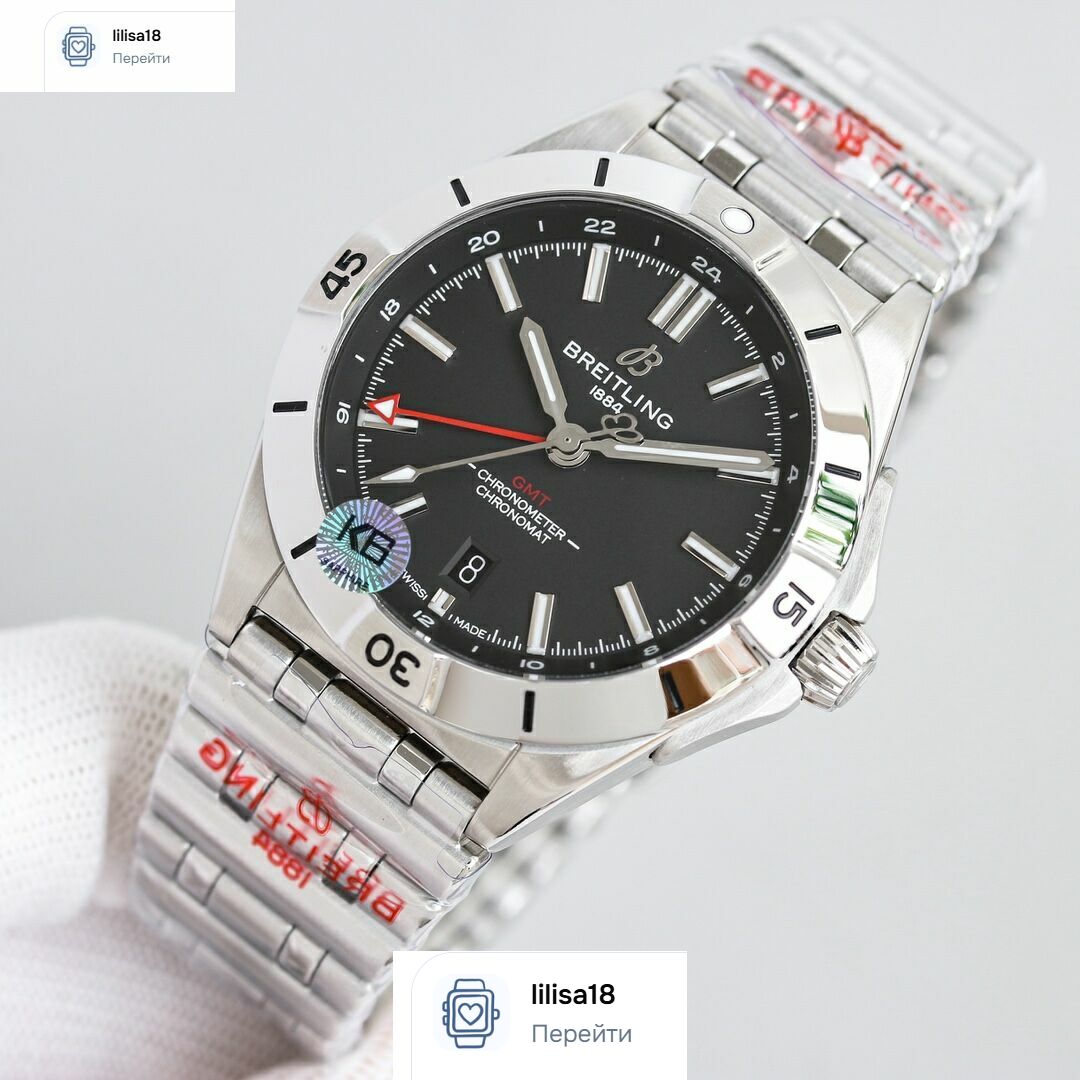 lilisa18
Перейти
45
20
22
24
18
2
BREITLING
1884
16
4
GMT
CHRONOMETER
CHRONOMAT
KB
SAPPHIRE
8
6
15
SWISS
MADE
12
10
8
30
BREITLING
1884
lilisa18
Перейти